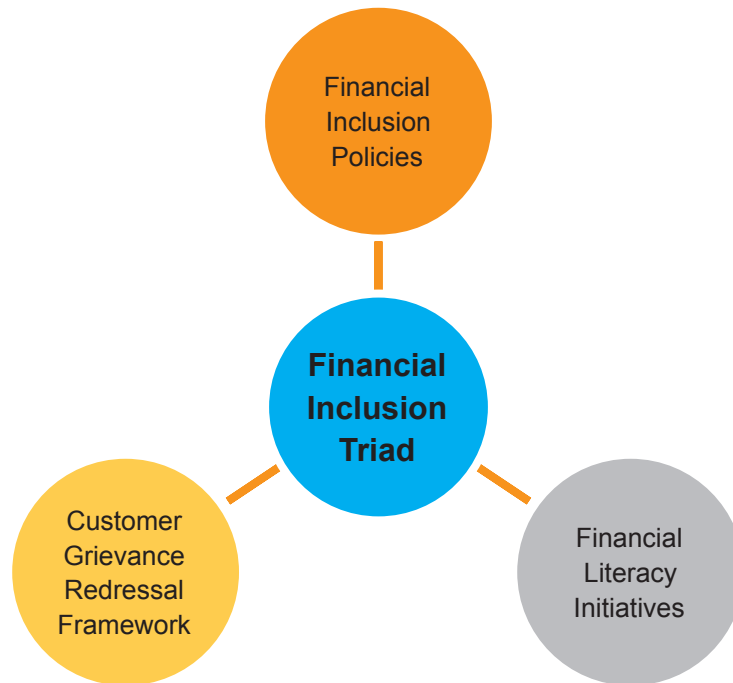 Financial
Inclusion
Policies
Financial
Inclusion
Triad
Customer
Grievance
Redressal
Framework
Financial
Literacy
Initiatives